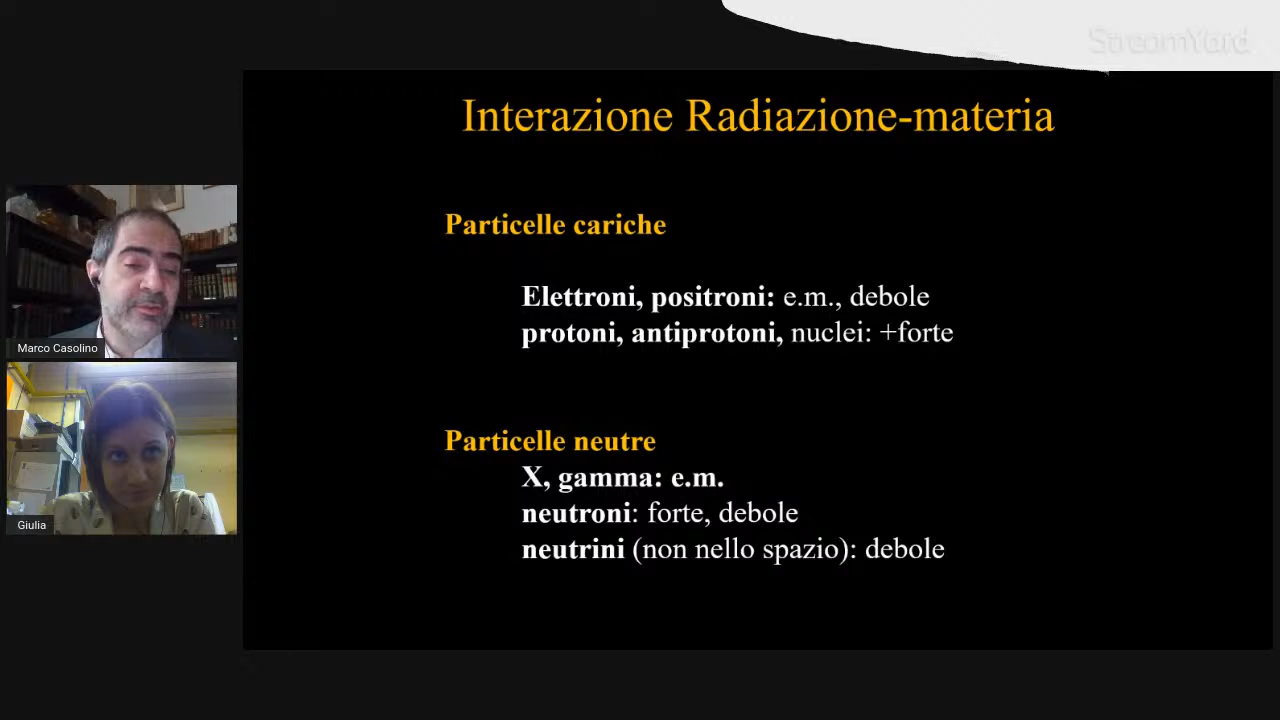 StreamYard
Interazione Radiazione-materia
Particelle cariche
Elettroni, positroni: e.m., debole
protoni, antiprotoni, nuclei: +forte
Marco Casolino
Particelle neutre
X, gamma: e.m.
neutroni: forte, debole
Giulia
neutrini (non nello spazio): debole